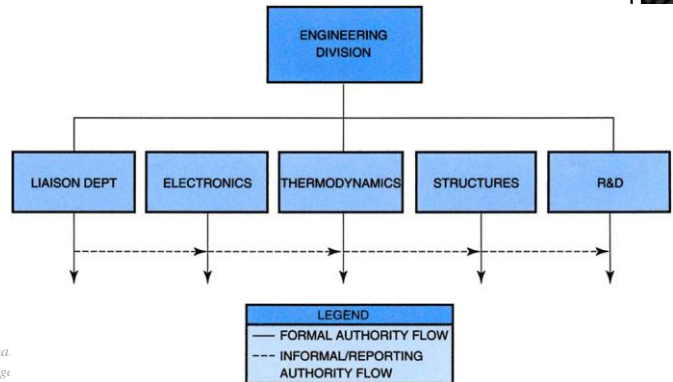 ENGINEERING
DIVISION
LIAISON DEPT
ELECTRONICS
THERMODYNAMICS
STRUCTURES
R&D
LEGEND
FORMAL AUTHORITY FLOW
INFORMAL/REPORTING
AUTHORITY FLOW